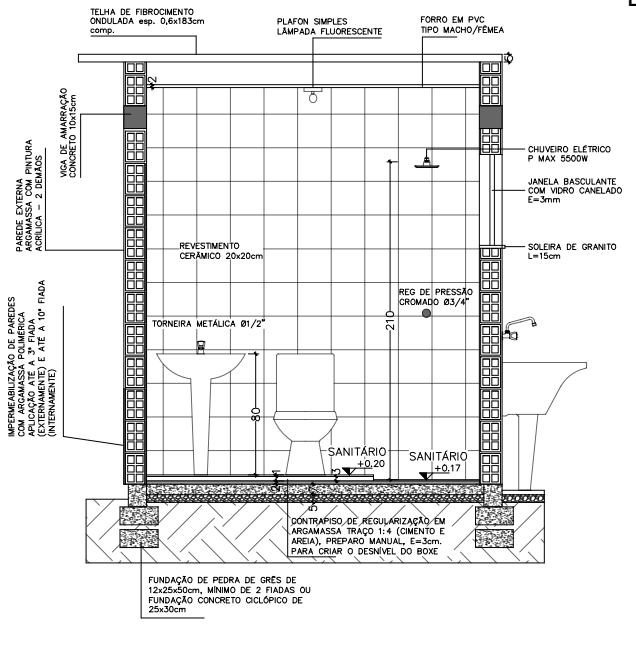 TELHA DE FIBROCIMENTO
ONDULADA esp. 0,6x183cm
comp.
PLAFON SIMPLES
LÂMPADA FLUORESCENTE
FORRO EM PVC
TIPO MACHO/FÊMEA
2
VIGA DE AMARRAÇÃO
CONCRETO 10x15cm
PAREDE EXTERNA
ARGAMASSA COM PINTURA
ACRÍLICA - 2 DEMÃOS
CHUVEIRO ELÉTRICO
P MAX 5500W
JANELA BASCULANTE
COM VIDRO CANELADO
E=3mm
SOLEIRA DE GRANITO
L=15cm
REVESTIMENTO
CERÂMICO 20x20cm
REG DE PRESSÃO
CROMADO Ø3/4"
210
TORNEIRA METÁLICA Ø1/2"
IMPERMEABILIZAÇÃO DE PAREDES
COM ARGAMASSA POLIMÉRICA
APLICAÇÃO ATÉ A 3ª FIADA
(EXTERNAMENTE) E ATÉ A 10ª FIADA
(INTERNAMENTE)
80
SANITÁRIO
+0,20
SANITÁRIO
+0,17
2
1
3
5
CONTRAPISO DE REGULARIZAÇÃO EM
ARGAMASSA TRAÇO 1:4 (CIMENTO E
AREIA), PREPARO MANUAL, E=3cm.
PARA CRIAR O DESNÍVEL DO BOXE
FUNDAÇÃO DE PEDRA DE GRÊS DE
12x25x50cm, MÍNIMO DE 2 FIADAS OU
FUNDAÇÃO CONCRETO CICLÓPICO DE
25x30cm